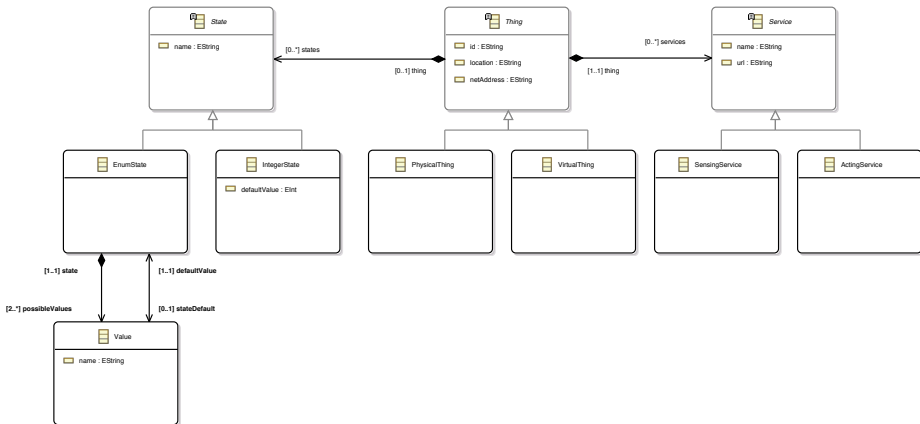 State
name : EString
Thing
id : EString
location : EString
netAddress : EString
Service
name : EString
url : EString
[0..*] states
[0..1] thing
[0..*] services
[1..1] thing
EnumState
IntegerState
defaultValue : EInt
PhysicalThing
VirtualThing
SensingService
ActingService
[1..1] state
[1..1] defaultValue
[2..*] possibleValues
[0..1] stateDefault
Value
name : EString